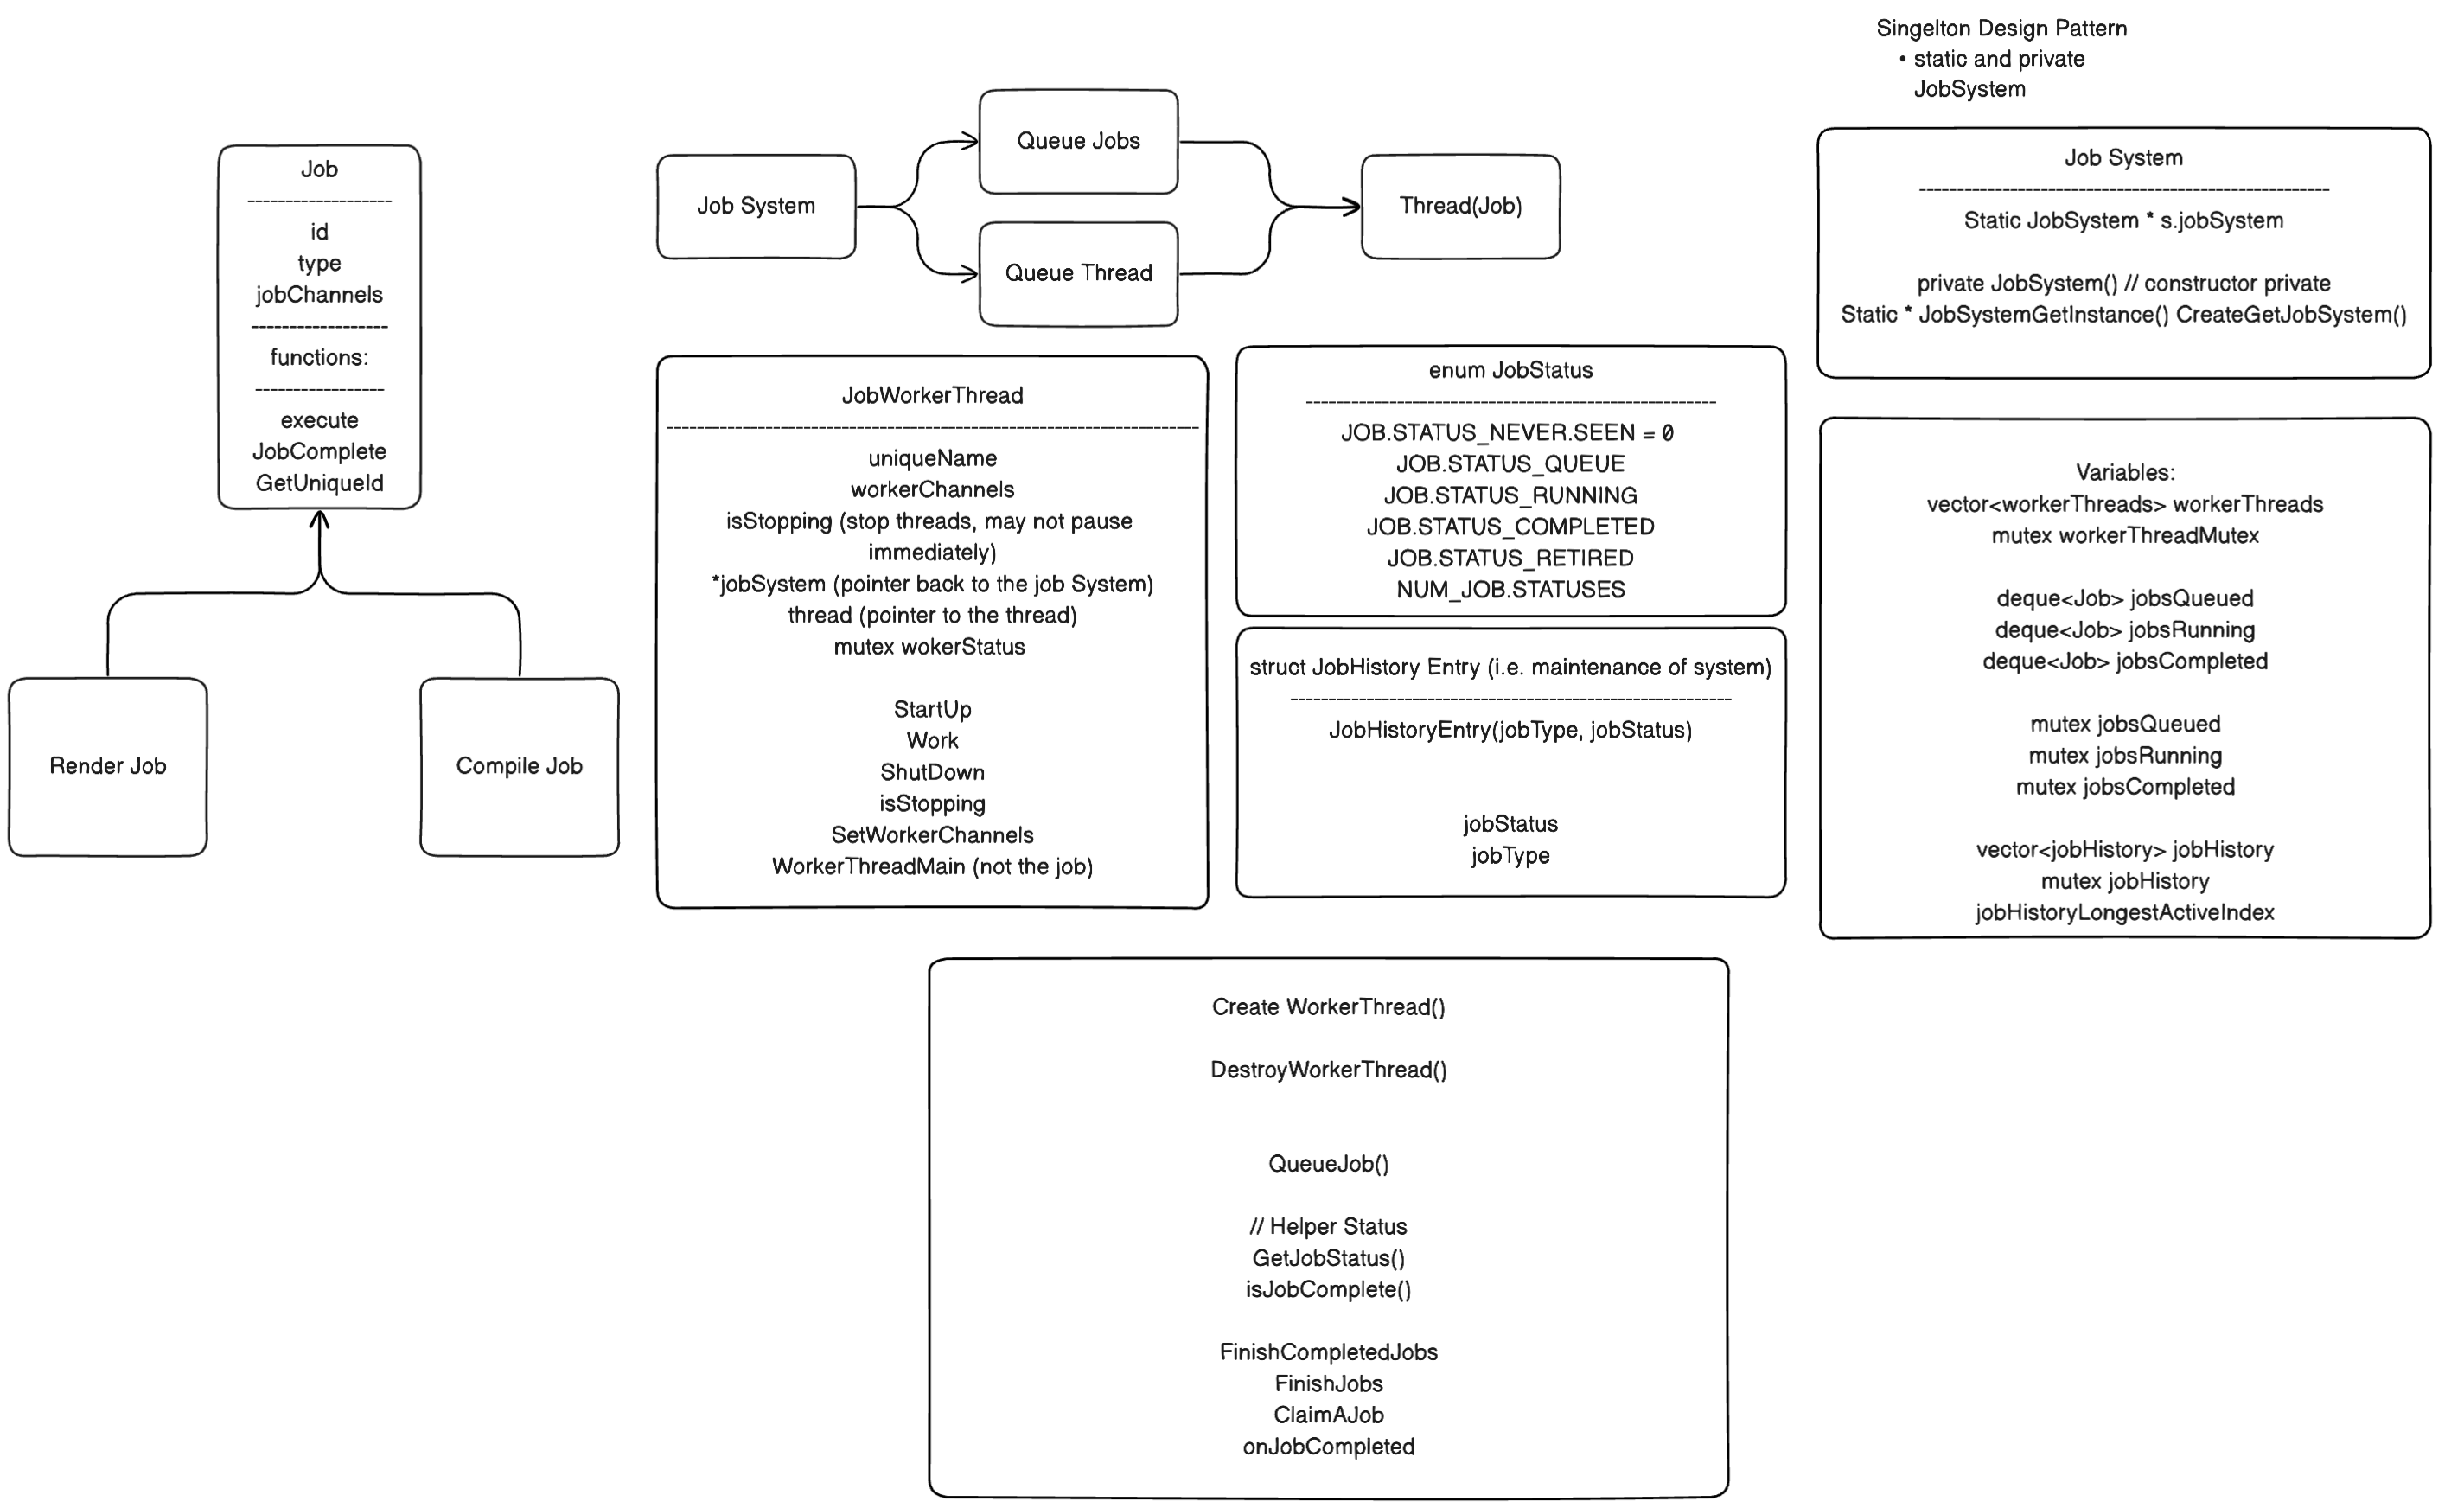 Singelton Design Pattern
• static and private
JobSystem
Job
-------------------
id
type
jobChannels
------------------
functions:
-----------------
execute
JobComplete
GetUniqueId
Render Job
Compile Job
Job System
Queue Jobs
Queue Thread
Thread(Job)
JobWorkerThread
----------------------------------------------------------------------
uniqueName
workerChannels
isStopping (stop threads, may not pause
immediately)
*jobSystem (pointer back to the job System)
thread (pointer to the thread)
mutex wokerStatus
StartUp
Work
ShutDown
isStopping
SetWorkerChannels
WorkerThreadMain (not the job)
enum JobStatus
------------------------------------------------------
JOB.STATUS_NEVER.SEEN = 0
JOB.STATUS_QUEUE
JOB.STATUS_RUNNING
JOB.STATUS_COMPLETED
JOB.STATUS_RETIRED
NUM_JOB.STATUSES
struct JobHistory Entry (i.e. maintenance of system)
----------------------------------------------------------
JobHistoryEntry(jobType, jobStatus)
jobStatus
jobType
Job System
------------------------------------------------------
Static JobSystem * s.jobSystem
private JobSystem() // constructor private
Static * JobSystemGetInstance() CreateGetJobSystem()
Variables:
vector<workerThreads> workerThreads
mutex workerThreadMutex
deque<Job> jobsQueued
deque<Job> jobsRunning
deque<Job> jobsCompleted
mutex jobsQueued
mutex jobsRunning
mutex jobsCompleted
vector<jobHistory> jobHistory
mutex jobHistory
jobHistoryLongestActiveIndex
Create WorkerThread()
DestroyWorkerThread()
QueueJob()
// Helper Status
GetJobStatus()
isJobComplete()
FinishCompletedJobs
FinishJobs
ClaimAJob
onJobCompleted